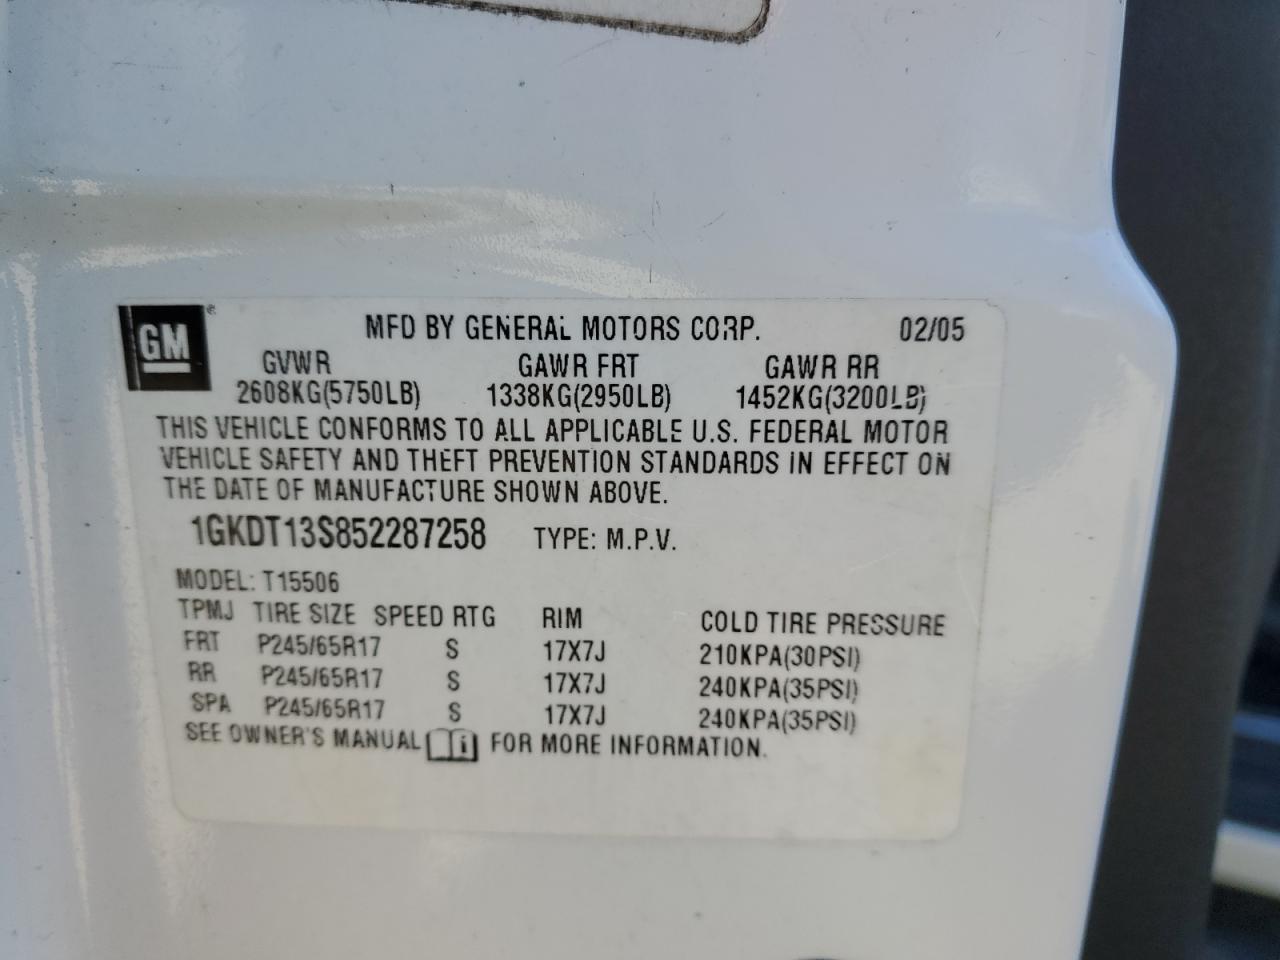 GM ®
MFD BY GENERAL MOTORS CORP. 02/05
GVWR GAWR FRT GAWR RR
2608KG(5750LB) 1338KG(2950LB) 1452KG(3200LB)
THIS VEHICLE CONFORMS TO ALL APPLICABLE U.S. FEDERAL MOTOR
VEHICLE SAFETY AND THEFT PREVENTION STANDARDS IN EFFECT ON
THE DATE OF MANUFACTURE SHOWN ABOVE.
1GKDT13S852287258 TYPE: M.P.V.
MODEL: T15506
TPMJ TIRE SIZE SPEED RTG RIM COLD TIRE PRESSURE
FRT P245/65R17 S 17X7J 210KPA(30PSI)
RR P245/65R17 S 17X7J 240KPA(35PSI)
SPA P245/65R17 S 17X7J 240KPA(35PSI)
SEE OWNER'S MANUAL i FOR MORE INFORMATION.